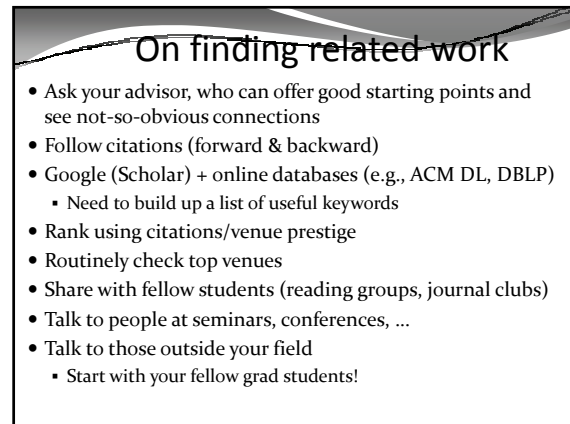 On finding related work
• Ask your advisor, who can offer good starting points and
see not-so-obvious connections
• Follow citations (forward & backward)
• Google (Scholar) + online databases (e.g., ACM DL, DBLP)
▪ Need to build up a list of useful keywords
• Rank using citations/venue prestige
• Routinely check top venues
• Share with fellow students (reading groups, journal clubs)
• Talk to people at seminars, conferences, …
• Talk to those outside your field
▪ Start with your fellow grad students!